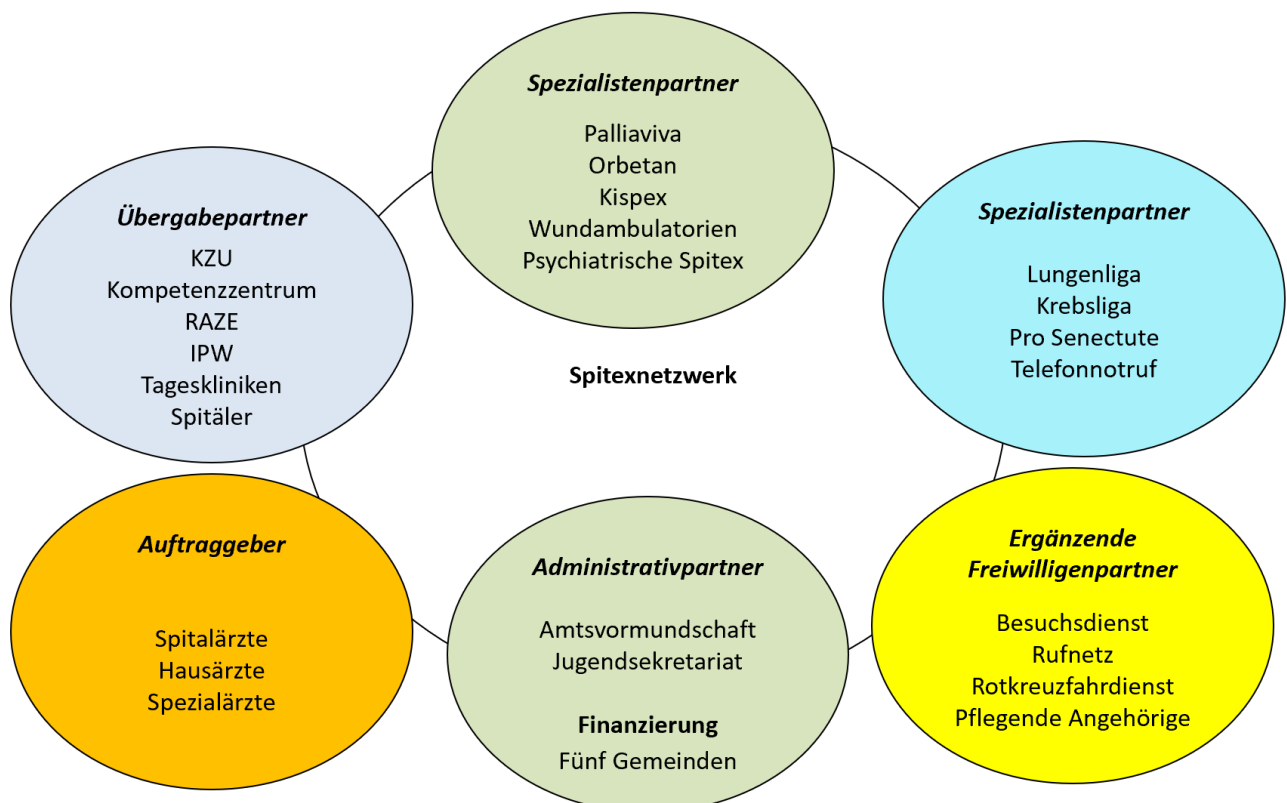 Spezialistenpartner
Palliaviva
Orbetan
Kispex
Wundambulatorien
Psychiatrische Spitex
Übergabepartner
KZU
Kompetenzzentrum
RAZE
IPW
Tageskliniken
Spitäler
Spezialistenpartner
Lungenliga
Krebsliga
Pro Senectute
Telefonnotruf
Spitexnetzwerk
Auftraggeber
Spitalärzte
Hausärzte
Spezialärzte
Administrativpartner
Amtsvormundschaft
Jugendsekretariat
Finanzierung
Fünf Gemeinden
Ergänzende
Freiwilligenpartner
Besuchsdienst
Rufnetz
Rotkreuzfahrdienst
Pflegende Angehörige